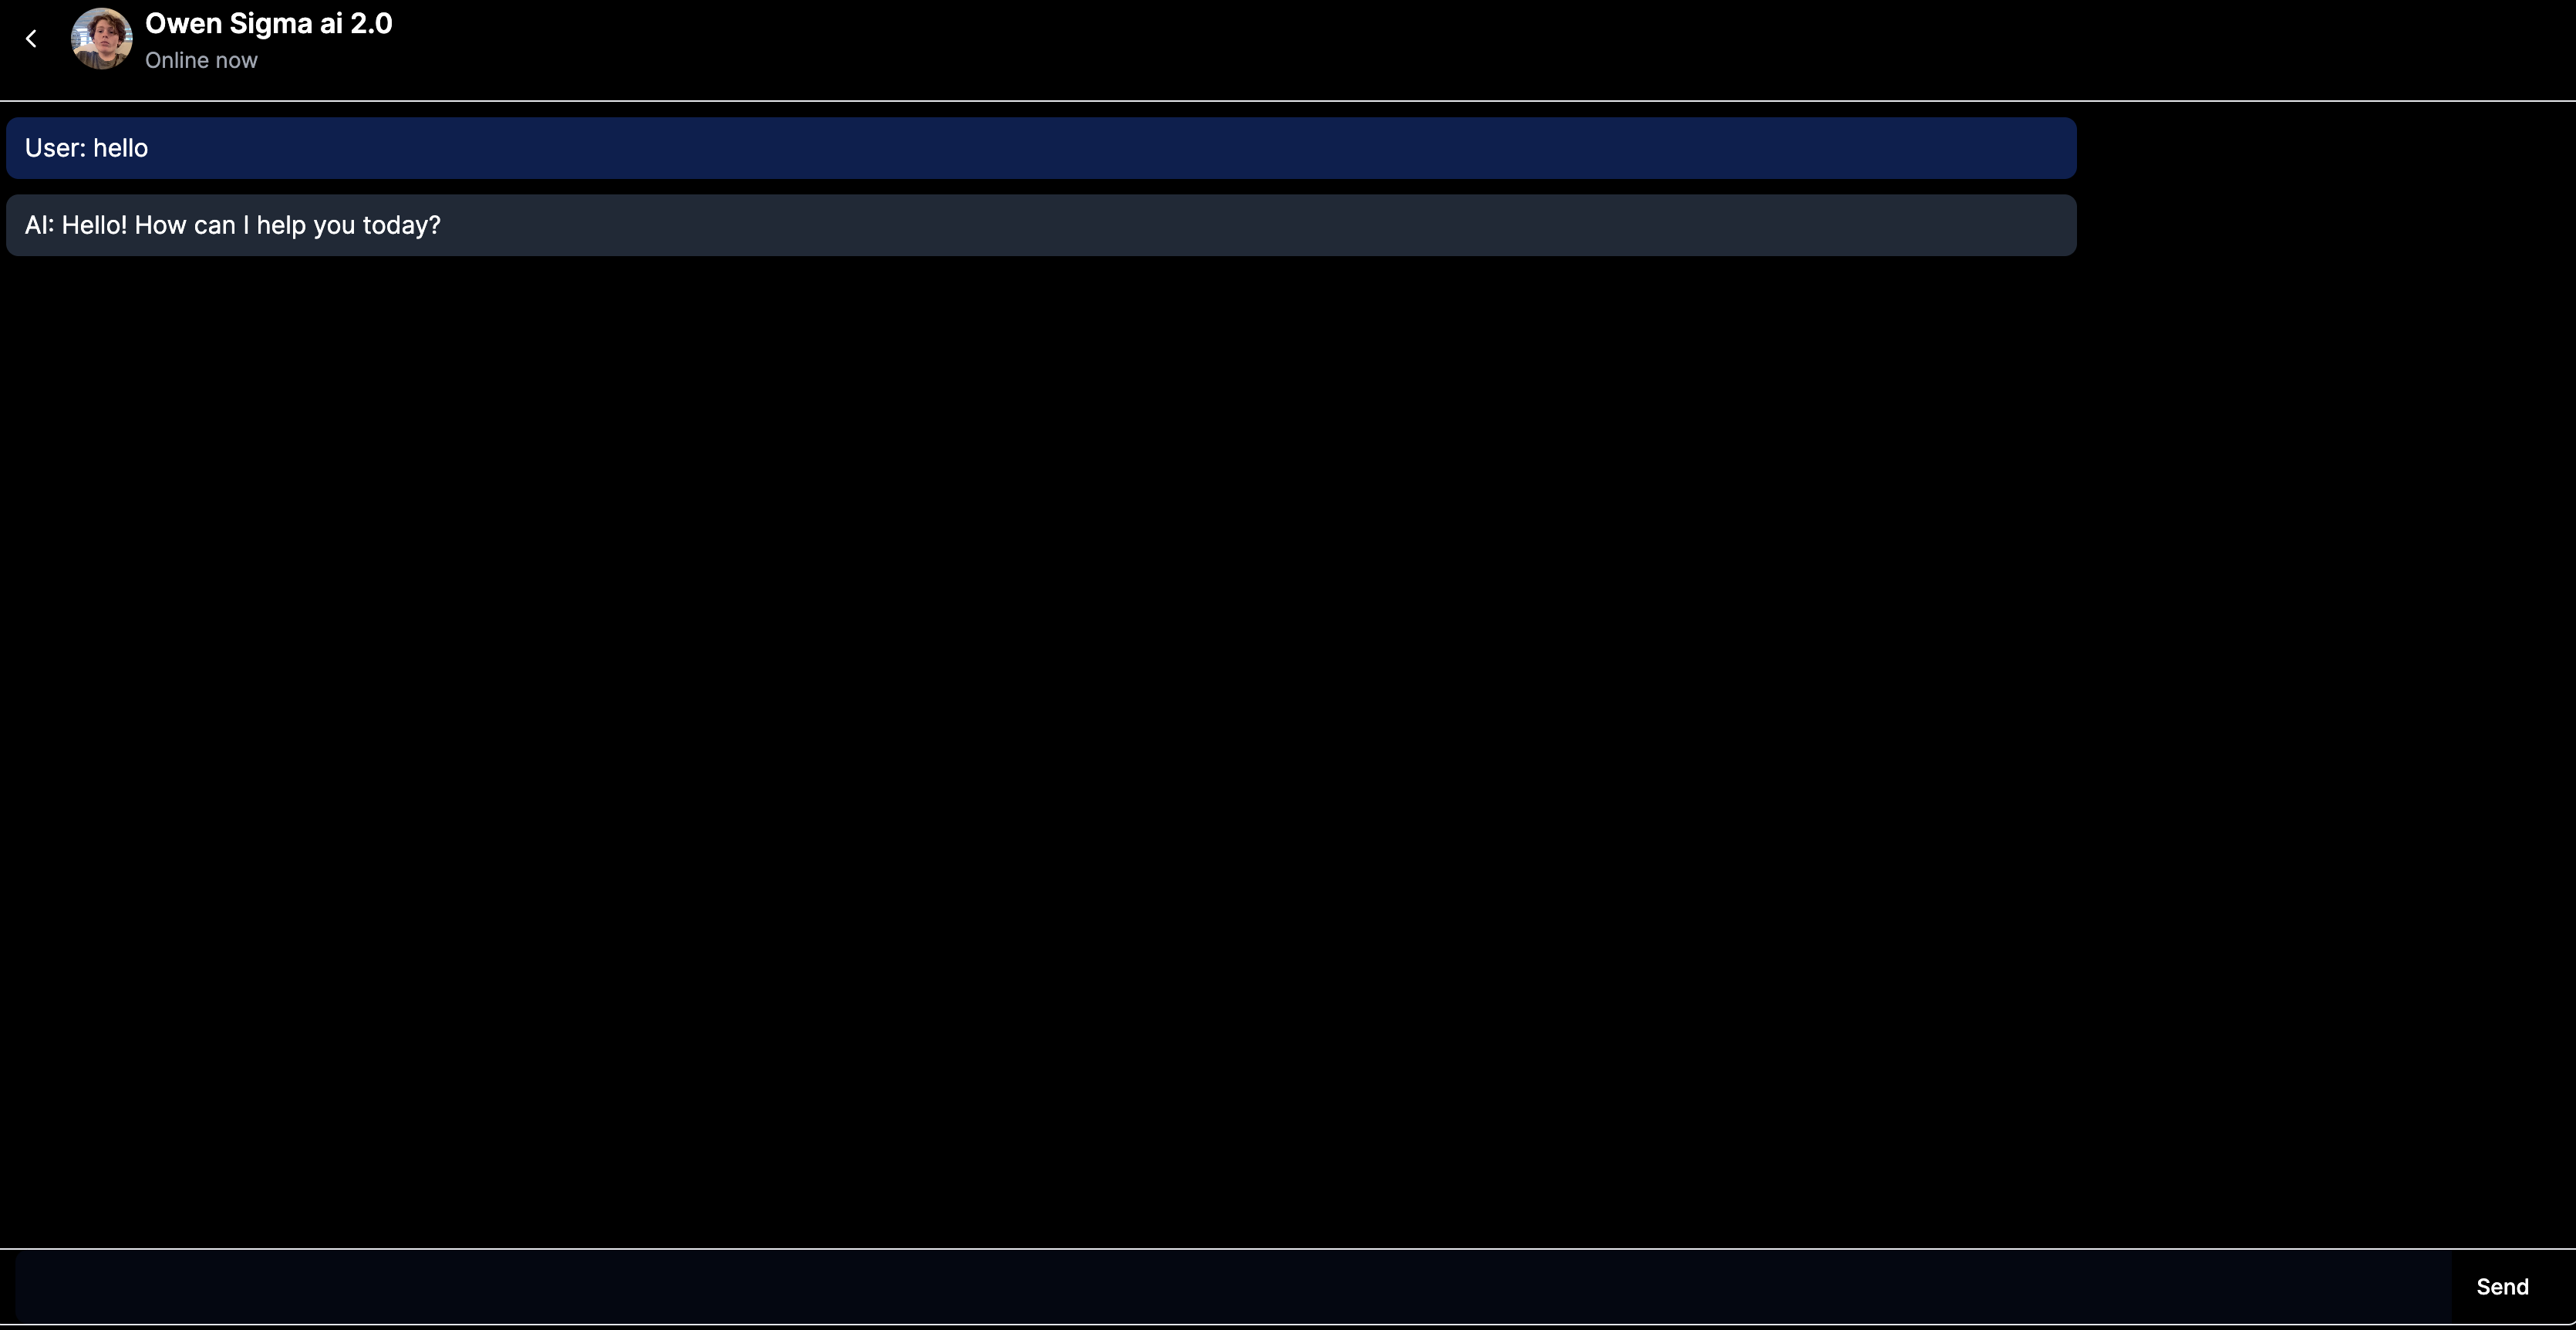 Owen Sigma ai 2.0
Online now
User: hello
AI: Hello! How can I help you today?
Send